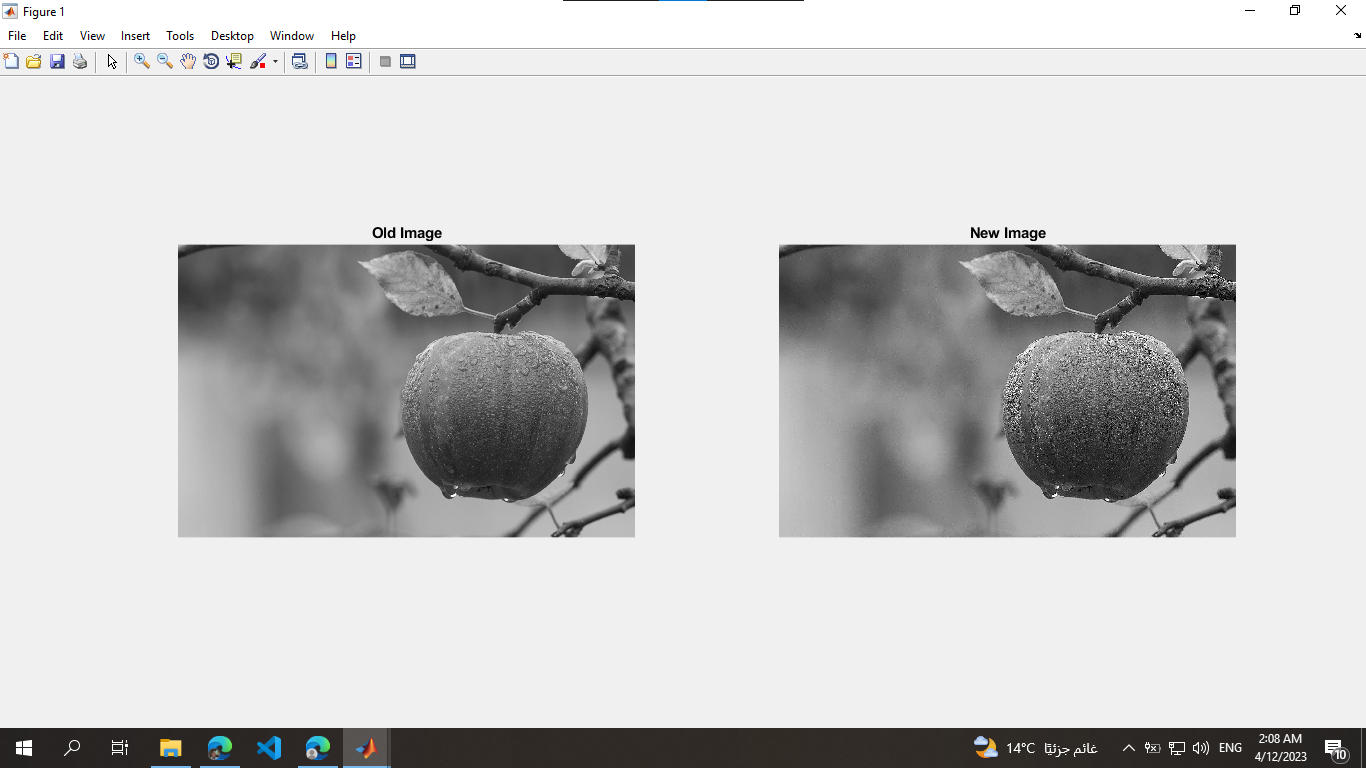 Figure 1
File Edit View Insert Tools Desktop Window Help
Old Image
New Image
14°C غائم جزئيًا
ENG
2:08 AM
4/12/2023
10